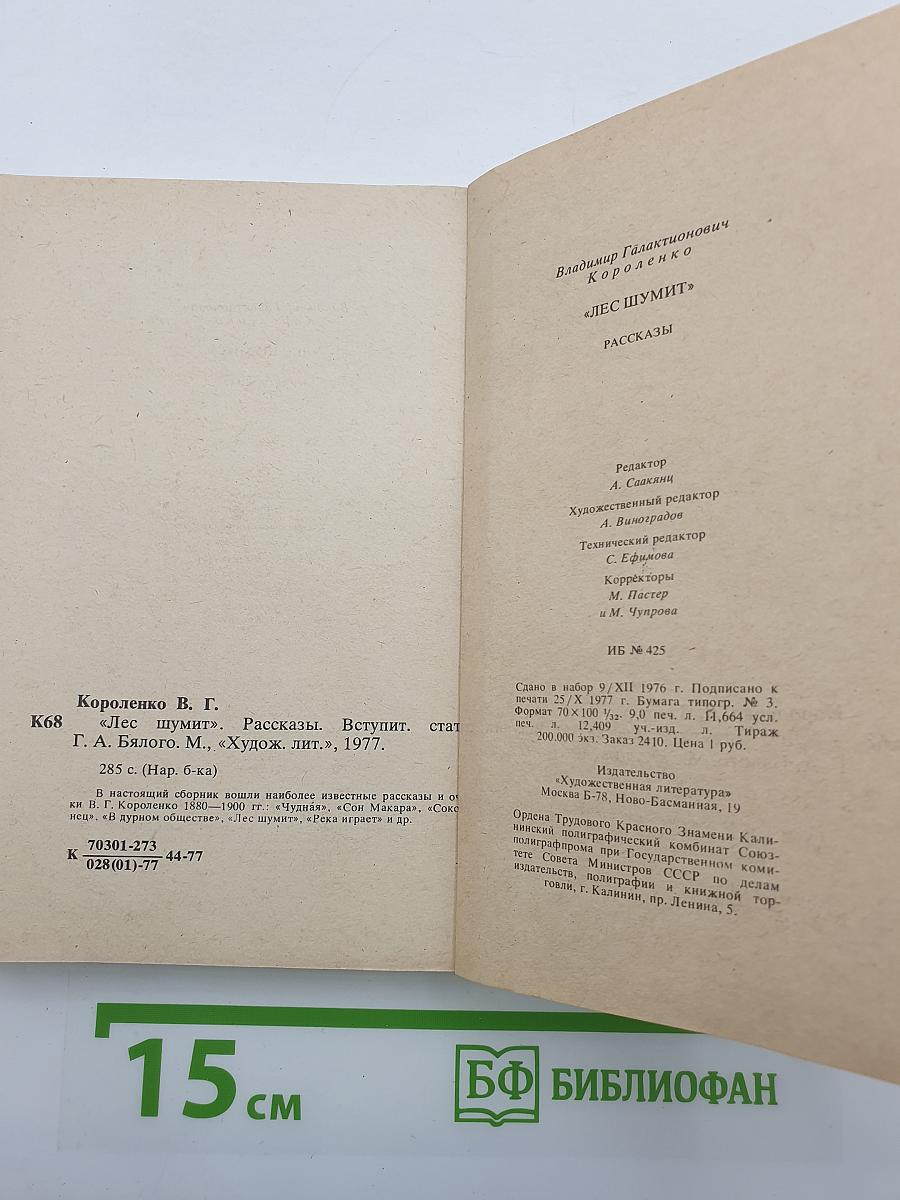 Короленко В. Г.
К68 «Лес шумит». Рассказы. Вступит. стат
Г. А. Бялого. М., «Худож. лит.», 1977.
285 с. (Нар. б-ка)
В настоящий сборник вошли наиболее известные рассказы и оч
ки В. Г. Короленко 1880—1900 гг.: «Чудная», «Сон Макара», «Соко
нец». «В дурном обществе», «Лес шумит», «Река играет» и др.
К 70301-273
028(01)-77 44-77
Владимир Галактионович
Короленко
«ЛЕС ШУМИТ»
РАССКАЗЫ
Редактор
А. Саакянц
Художественный редактор
А. Виноградов
Технический редактор
С. Ефимова
Корректоры
М. Пастер
и М. Чупрова
ИБ № 425
Сдано в набор 9/XII 1976 г. Подписано к
печати 25/X 1977 г. Бумага типогр. № 3.
Формат 70×100 1/32. 9,0 печ. л. 11,664 усл.
печ. л. 12,409 уч.-изд. л. Тираж
200.000 экз. Заказ 2410. Цена 1 руб.
Издательство
«Художественная литература»
Москва Б-78, Ново-Басманная, 19
Ордена Трудового Красного Знамени Кали-
нинский полиграфический комбинат Союз-
полиграфпрома при Государственном коми-
тете Совета Министров СССР по делам
издательств, полиграфии и книжной тор-
говли, г. Калинин, пр. Ленина, 5.
15 см
БФ БИБЛИОФАН